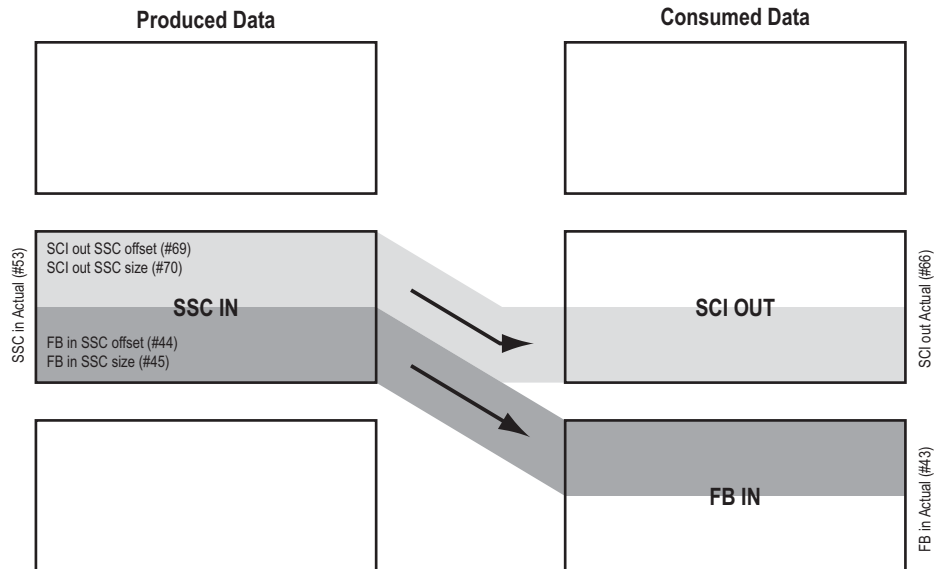 Produced Data
Consumed Data
SSC in Actual (#53)
SCI out SSC offset (#69)
SCI out SSC size (#70)
SSC IN
FB in SSC offset (#44)
FB in SSC size (#45)
SCI OUT
SCI out Actual (#66)
FB IN
FB in Actual (#43)